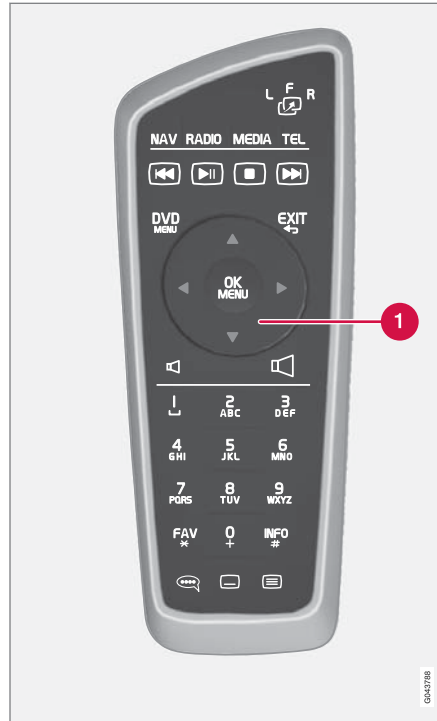 L F R
NAV RADIO MEDIA TEL
DVD MENU EXIT
OK MENU
1
1 2 ABC 3 DEF
4 GHI 5 JKL 6 MNO
7 PQRS 8 TUV 9 WXYZ
FAV * 0 + INFO #
G043788